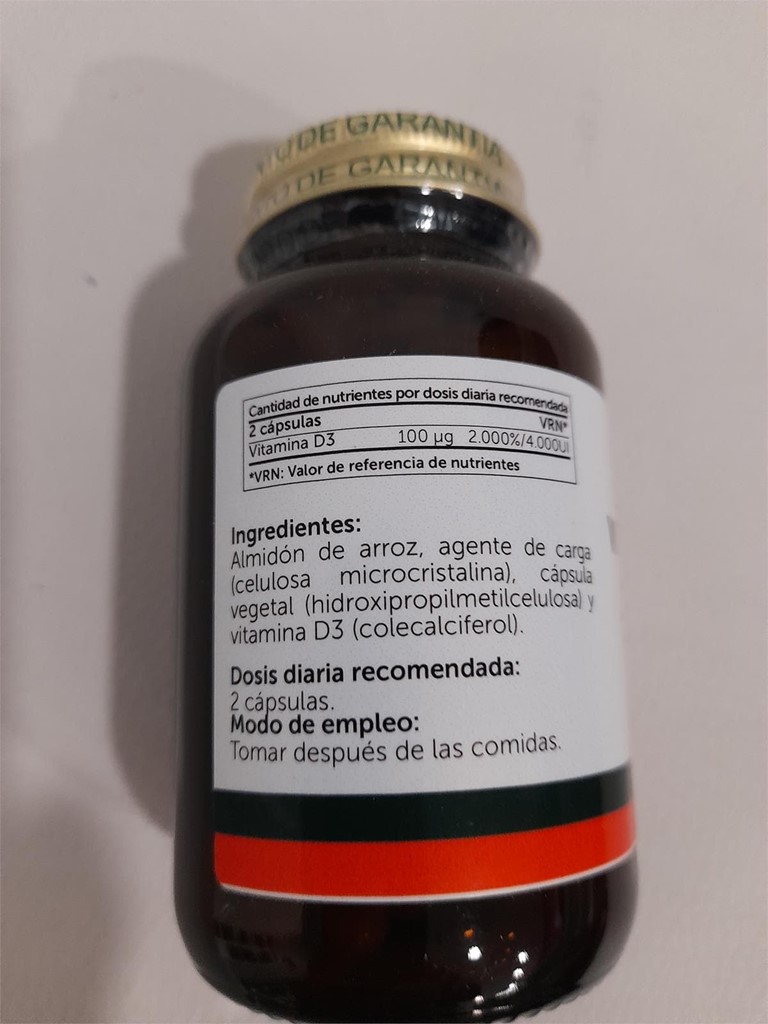 DE GARANTIA
DE GARANTIA
Cantidad de nutrientes por dosis diaria recomendada
2 cápsulas VRN*
Vitamina D3 100 µg 2.000%/4.000UI
*VRN: Valor de referencia de nutrientes
Ingredientes:
Almidón de arroz, agente de carga
(celulosa microcristalina), cápsula
vegetal (hidroxipropilmetilcelulosa) y
vitamina D3 (colecalciferol).
Dosis diaria recomendada:
2 cápsulas.
Modo de empleo:
Tomar después de las comidas.